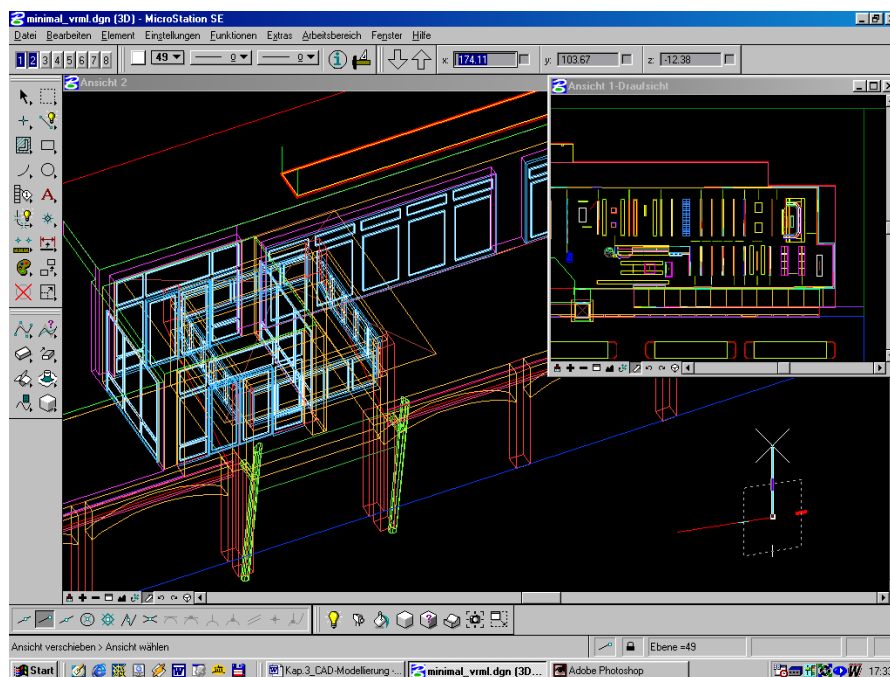 minimal_vrml.dgn (3D) - MicroStation SE
Datei Bearbeiten Element Einstellungen Funktionen Extras Arbeitsbereich Fenster Hilfe
1 2 3 4 5 6 7 8 49 0 0 x: 174.11 y: 103.67 z: -12.38
Ansicht 2
Ansicht 1-Draufsicht
Ansicht verschieben > Ansicht wählen
Ebene =49
Start Kap.3_CAD-Modellierung -... minimal_vrml.dgn (3D... Adobe Photoshop